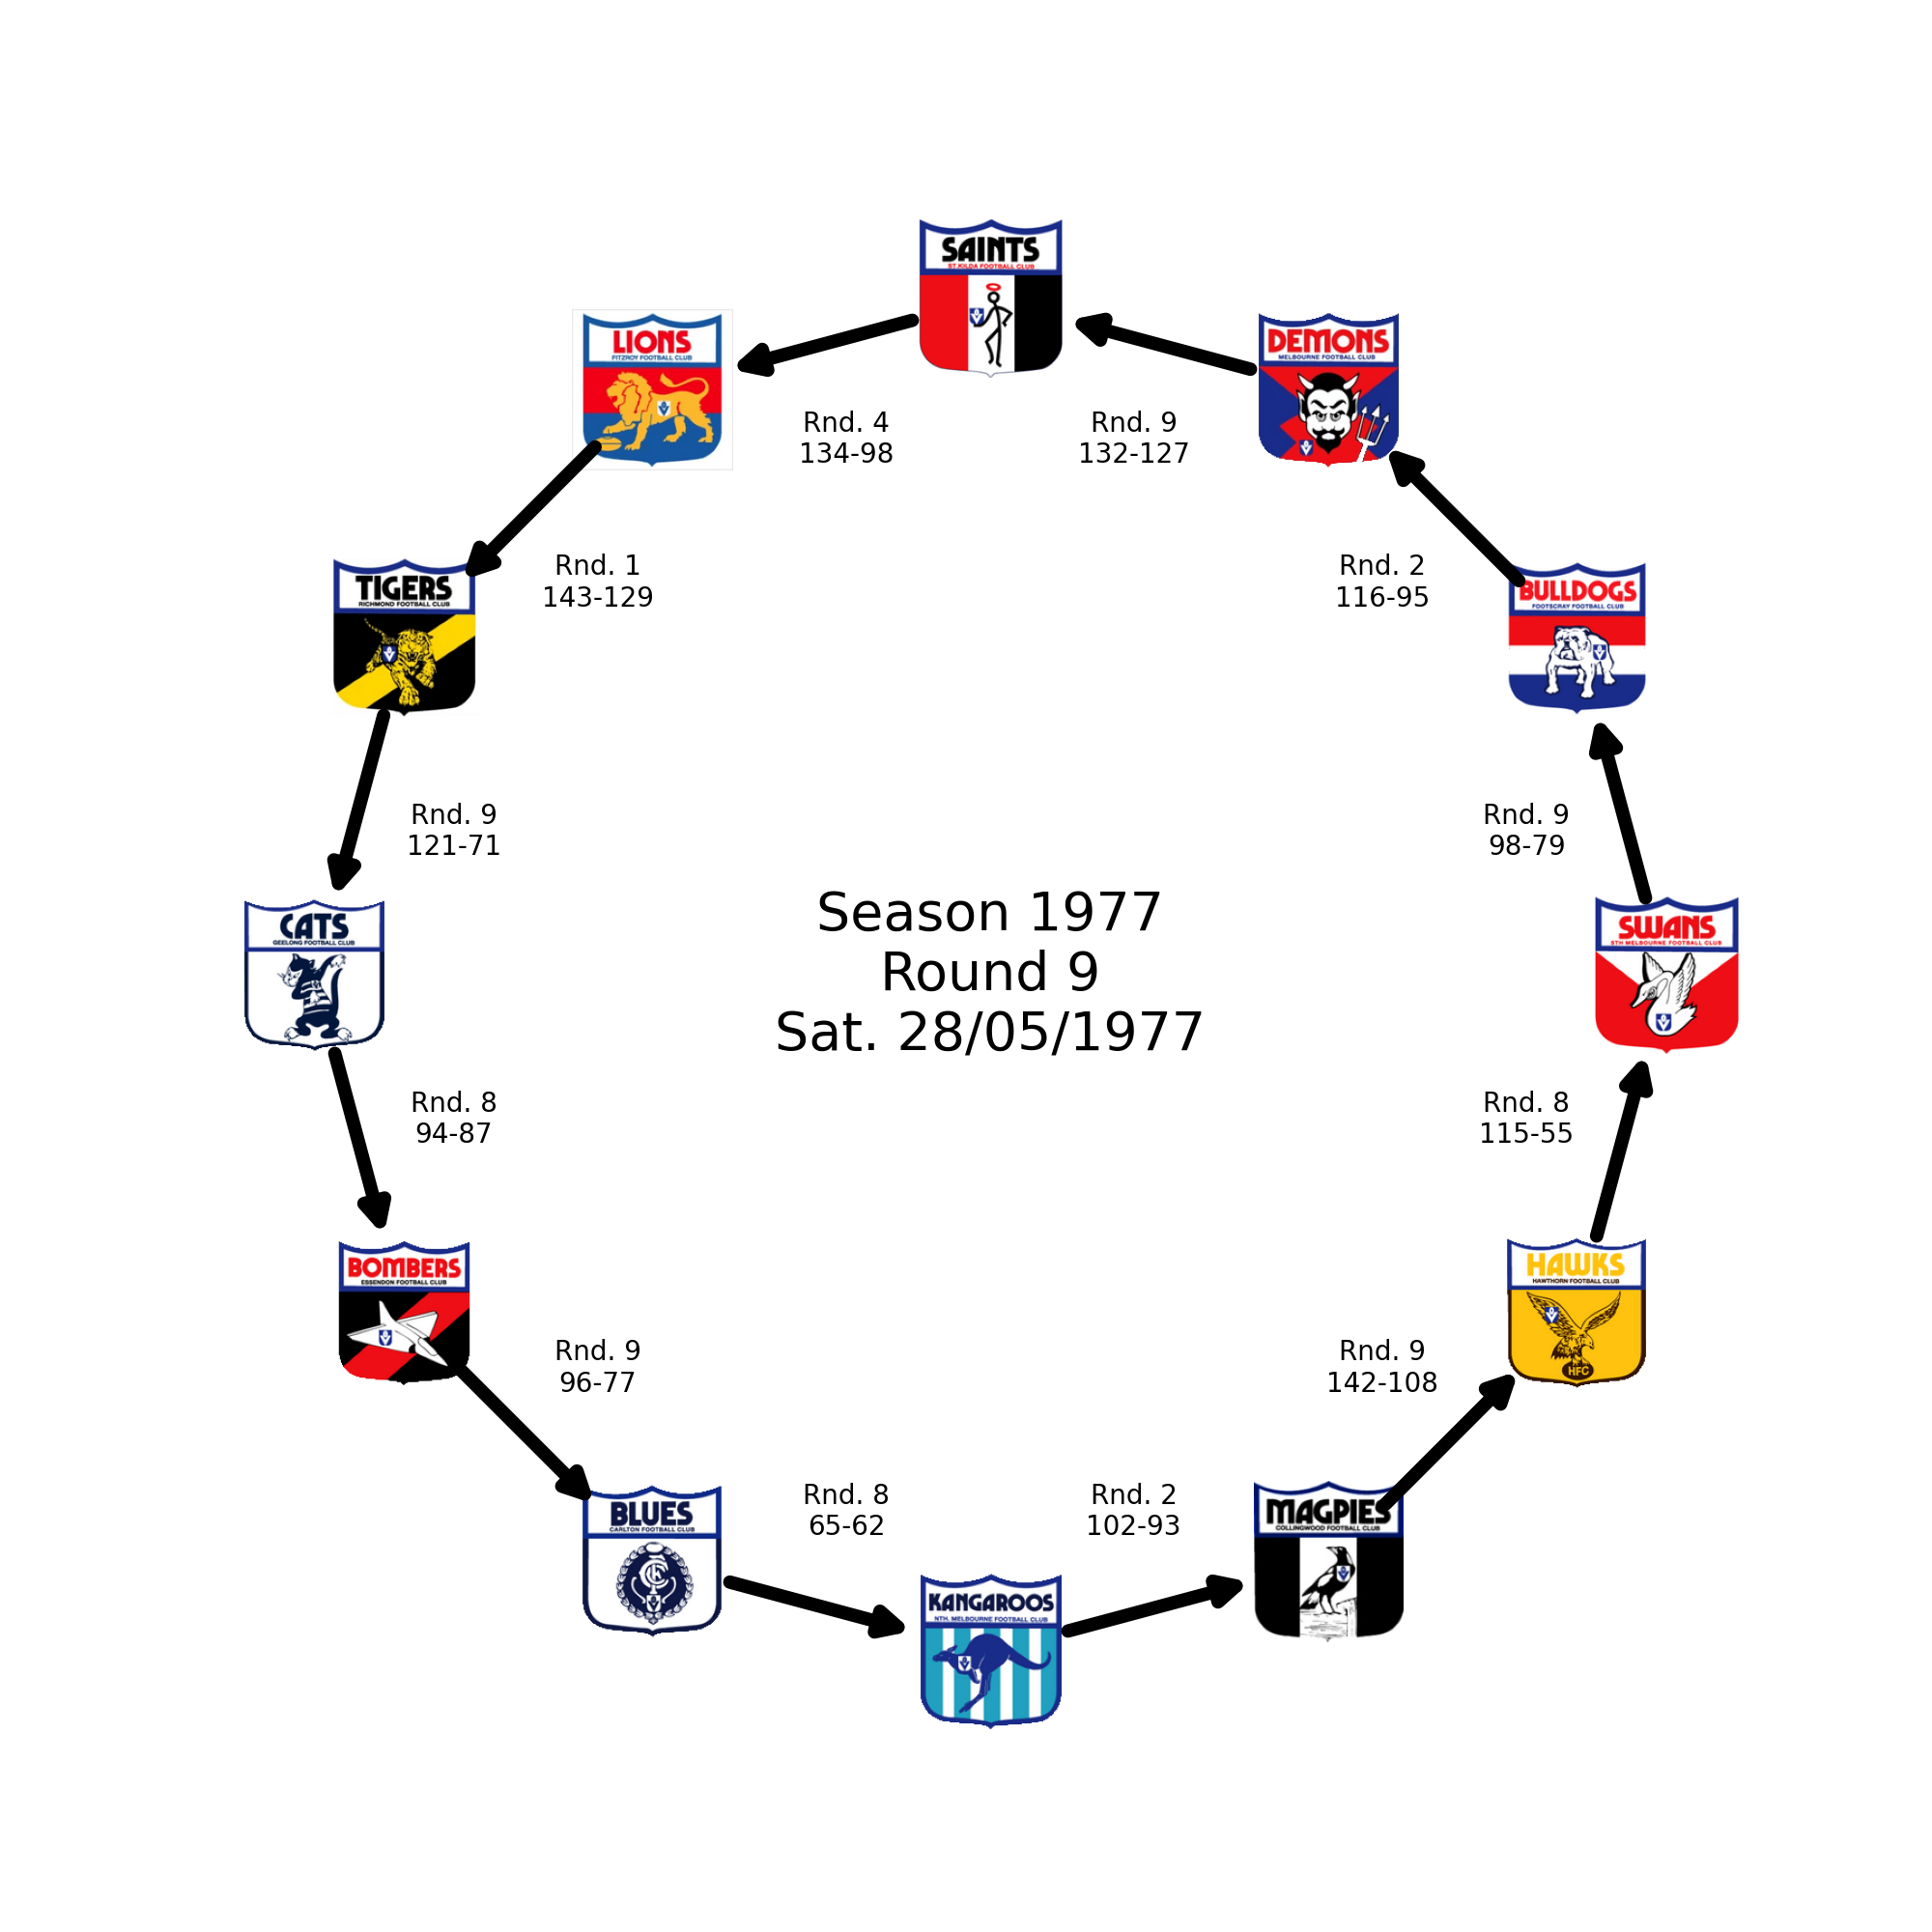 SAINTS
ST.KILDA FOOTBALL CLUB
LIONS
FITZROY FOOTBALL CLUB
DEMONS
MELBOURNE FOOTBALL CLUB
Rnd. 4
134-98
Rnd. 9
132-127
TIGERS
RICHMOND FOOTBALL CLUB
Rnd. 1
143-129
Rnd. 2
116-95
BULLDOGS
FOOTSCRAY FOOTBALL CLUB
Rnd. 9
121-71
Rnd. 9
98-79
CATS
GEELONG FOOTBALL CLUB
Season 1977
Round 9
Sat. 28/05/1977
SWANS
STH MELBOURNE FOOTBALL CLUB
Rnd. 8
94-87
Rnd. 8
115-55
BOMBERS
ESSENDON FOOTBALL CLUB
HAWKS
HAWTHORN FOOTBALL CLUB
HFC
Rnd. 9
96-77
Rnd. 9
142-108
BLUES
CARLTON FOOTBALL CLUB
CFC
Rnd. 8
65-62
Rnd. 2
102-93
MAGPIES
COLLINGWOOD FOOTBALL CLUB
KANGAROOS
NTH. MELBOURNE FOOTBALL CLUB